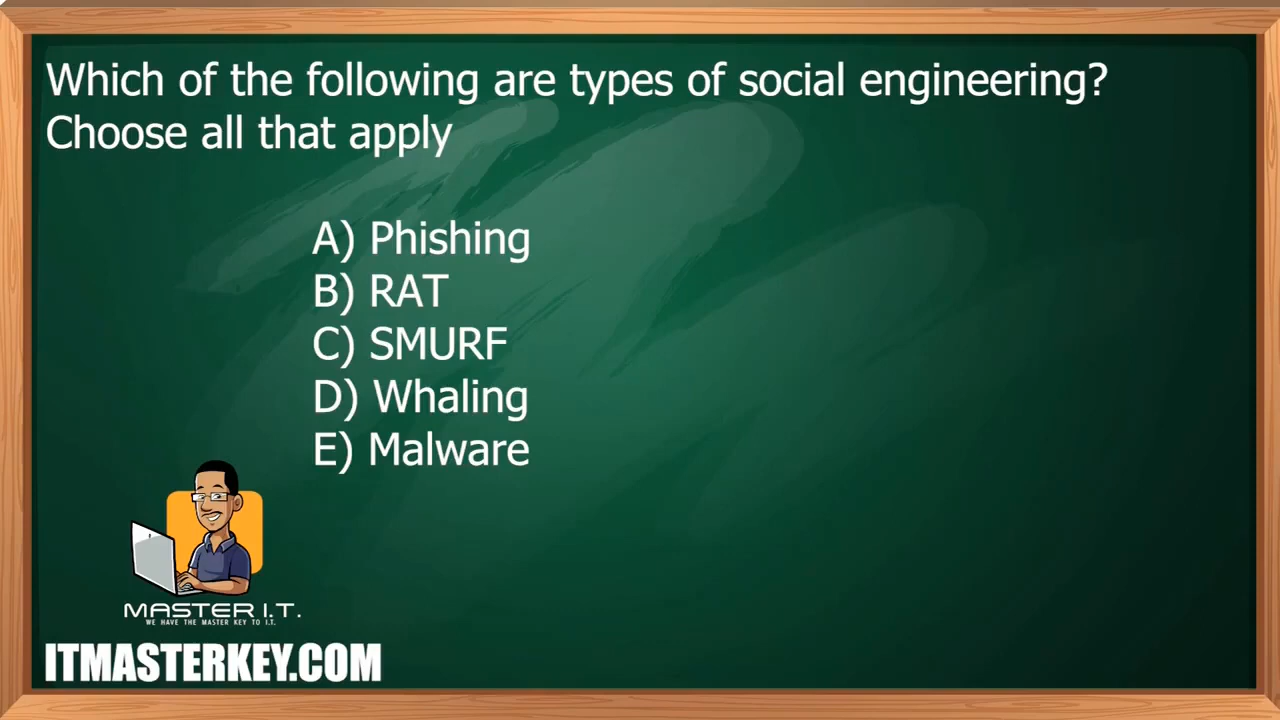 Which of the following are types of social engineering?
Choose all that apply
A) Phishing
B) RAT
C) SMURF
D) Whaling
E) Malware
MASTER I.T.
WE HAVE THE MASTER KEY TO I.T.
ITMASTERKEY.COM